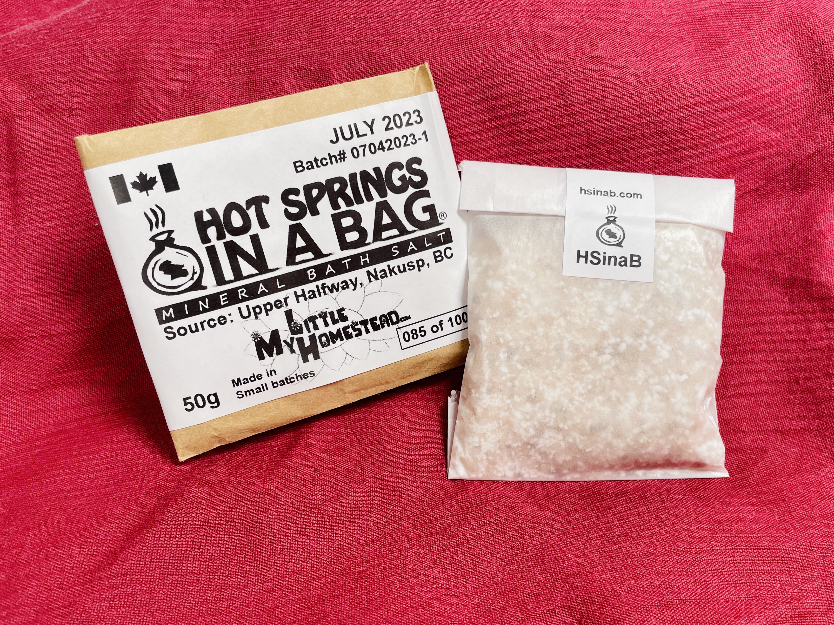 JULY 2023
Batch# 07042023-1
HOT SPRINGS
IN A BAG®
MINERAL BATH SALT
Source: Upper Halfway, Nakusp, BC
MY LITTLE HOMESTEAD.COM
085 of 100
Made in
Small batches
50g
hsinab.com
HSinaB